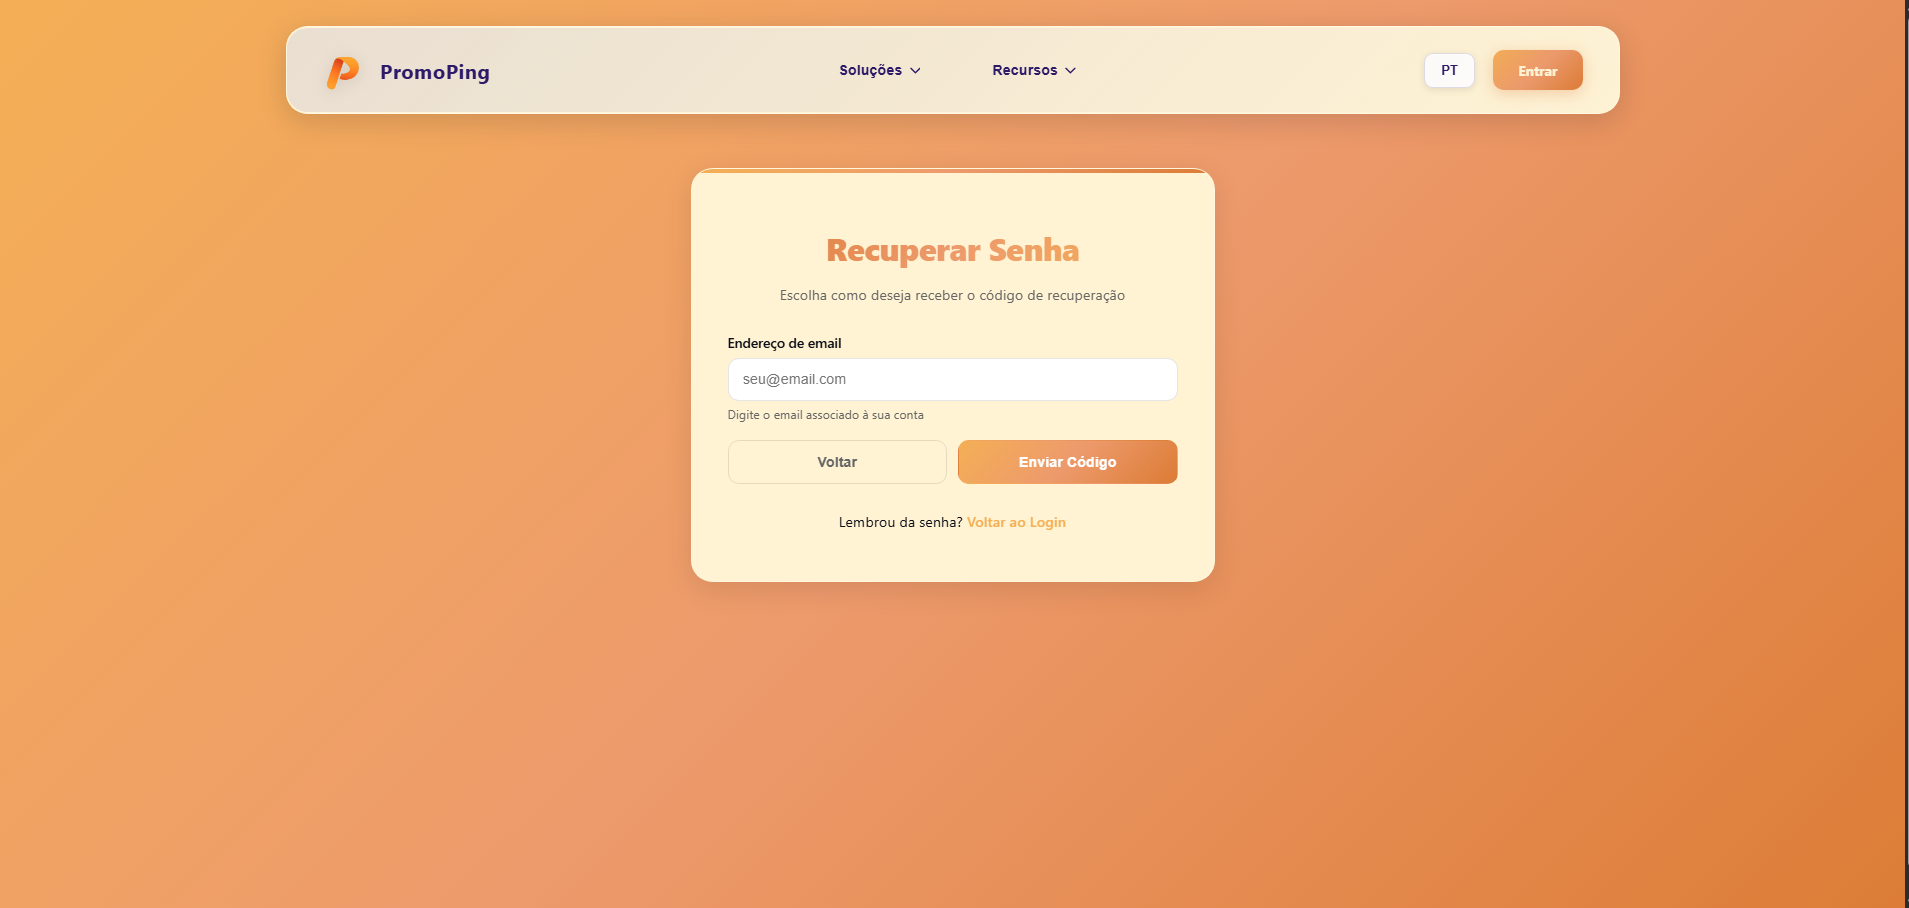 PromoPing
Soluções
Recursos
PT
Entrar
Recuperar Senha
Escolha como deseja receber o código de recuperação
Endereço de email
seu@email.com
Digite o email associado à sua conta
Voltar
Enviar Código
Lembrou da senha? Voltar ao Login